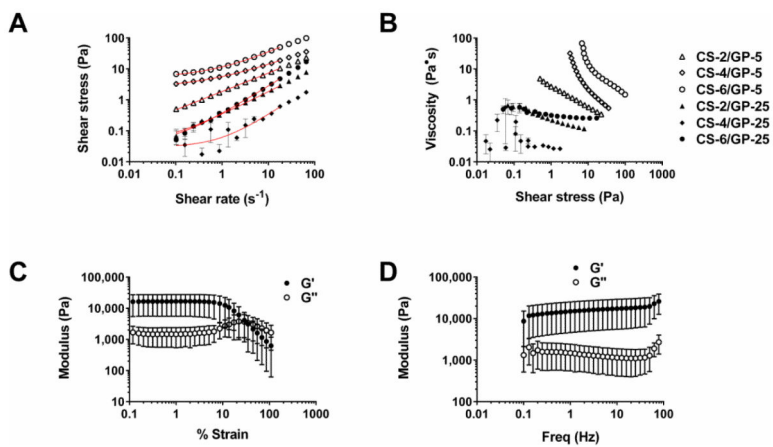 A
Shear stress (Pa)
100
10
1
0.1
0.01
0.01 0.1 1 10 100
Shear rate (s⁻¹)
B
Viscosity (Pa•s)
100
10
1
0.1
0.01
0.01 0.1 1 10 100 1000
Shear stress (Pa)
CS-2/GP-5
CS-4/GP-5
CS-6/GP-5
CS-2/GP-25
CS-4/GP-25
CS-6/GP-25
C
Modulus (Pa)
100,000
10,000
1,000
100
10
0.1 1 10 100 1000
% Strain
G'
G"
D
Modulus (Pa)
100,000
10,000
1,000
100
0.01 0.1 1 10 100
Freq (Hz)
G'
G"